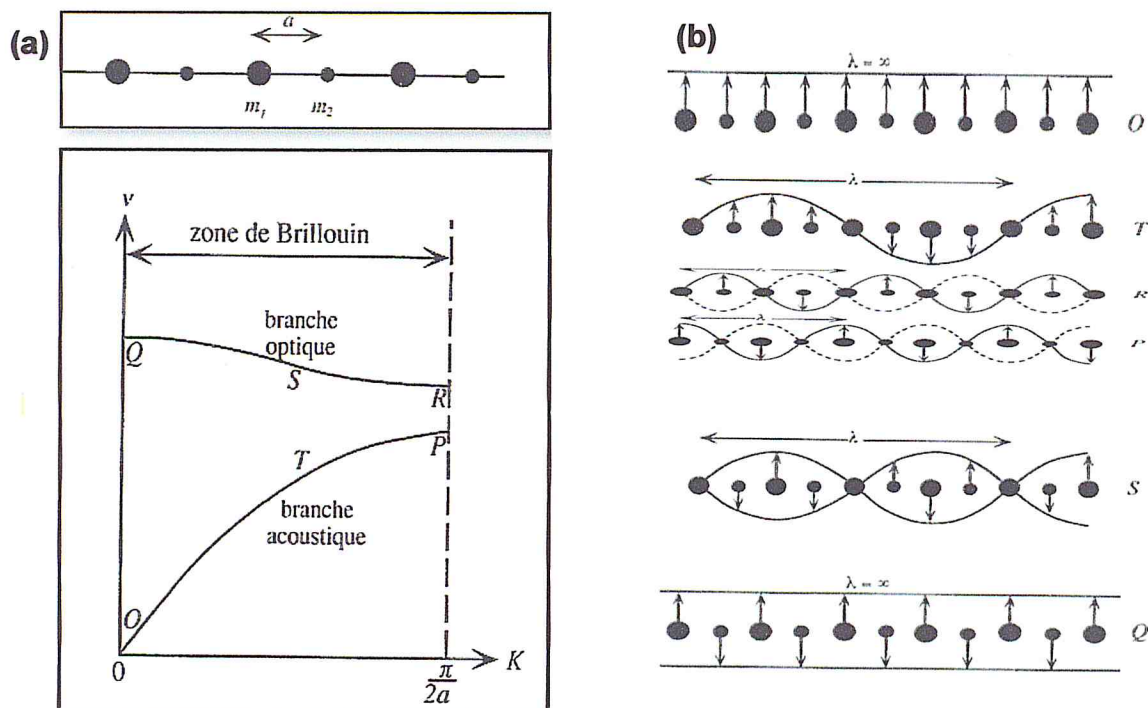 (a)
a
m₁ m₂
ν
zone de Brillouin
branche
optique
Q
S
R
T
P
branche
acoustique
O
0
π
2a
K
(b)
λ = ∞
O
λ
T
R
λ
P
λ
S
λ = ∞
Q